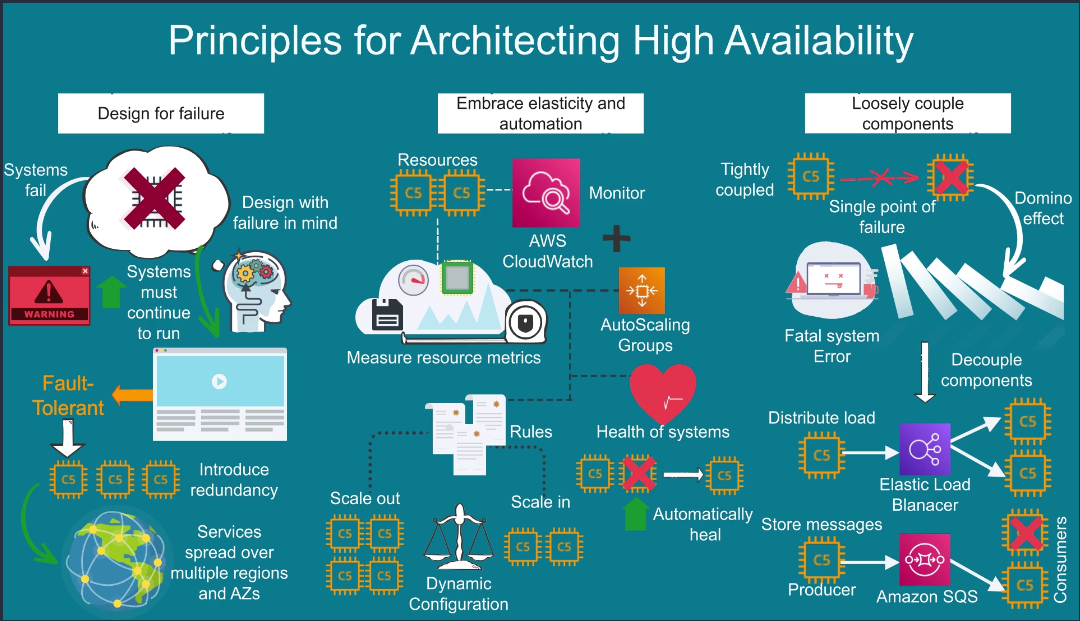 Principles for Architecting High Availability
Design for failure
Systems
fail
Design with
failure in mind
Systems
must
continue
to run
WARNING
Fault-
Tolerant
C5
C5
C5
Introduce
redundancy
Services
spread over
multiple regions
and AZs
Embrace elasticity and
automation
Resources
C5
C5
Monitor
AWS
CloudWatch
AutoScaling
Groups
Measure resource metrics
Rules
Health of systems
C5
C5
Automatically
heal
Scale out
C5
C5
C5
C5
Scale in
C5
C5
Dynamic
Configuration
Loosely couple
components
Tightly
coupled
C5
Single point of
failure
Domino
effect
Fatal system
Error
Decouple
components
Distribute load
C5
Elastic Load
Blanacer
C5
C5
Store messages
C5
Producer
Amazon SQS
C5
Consumers